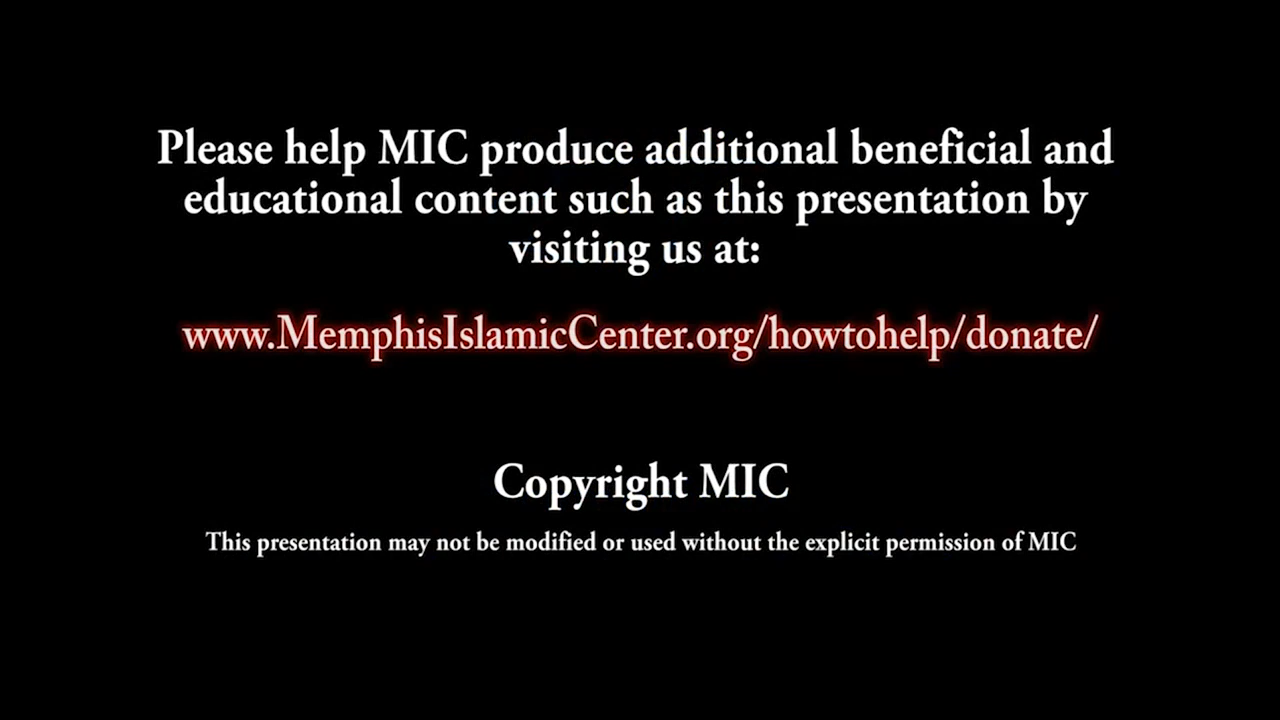 Please help MIC produce additional beneficial and
educational content such as this presentation by
visiting us at:
www.MemphisIslamicCenter.org/howtohelp/donate/
Copyright MIC
This presentation may not be modified or used without the explicit permission of MIC